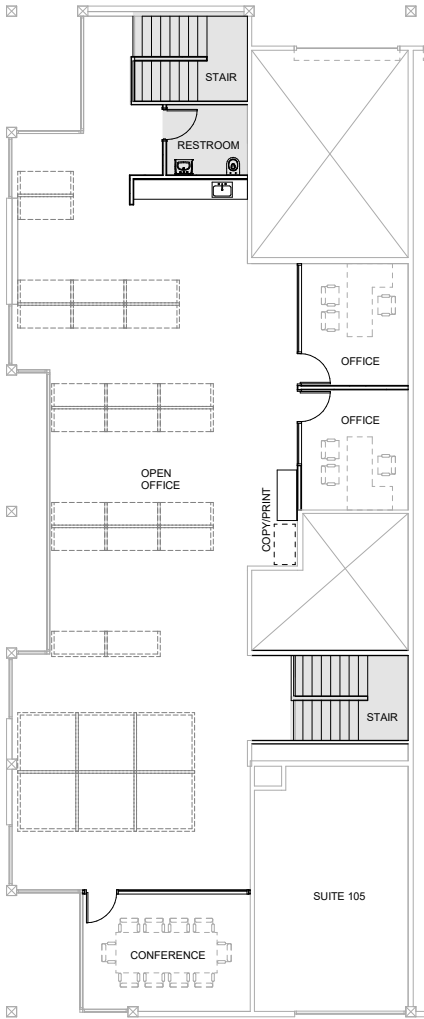 STAIR
RESTROOM
OFFICE
OFFICE
OPEN
OFFICE
COPY/PRINT
STAIR
SUITE 105
CONFERENCE